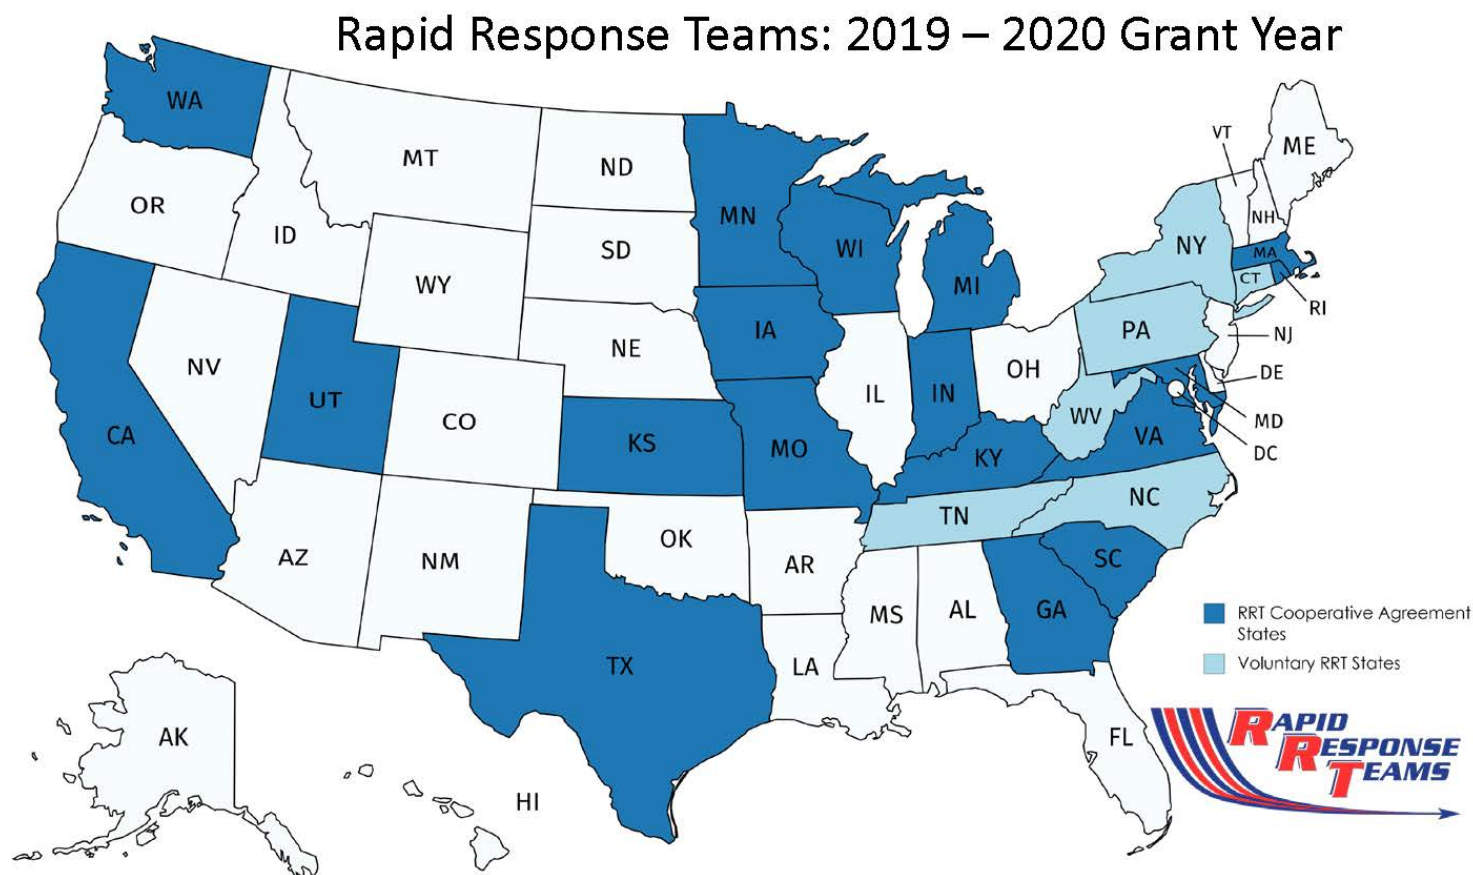 Rapid Response Teams: 2019 – 2020 Grant Year
WA
MT
ND
MN
VT
ME
OR
ID
SD
WI
NY
NH
MA
WY
MI
CT
RI
NV
NE
IA
PA
NJ
UT
CO
IL
IN
OH
DE
CA
KS
MO
KY
WV
VA
MD
DC
AZ
NM
OK
AR
TN
NC
TX
LA
MS
AL
GA
SC
RRT Cooperative Agreement
States
Voluntary RRT States
AK
HI
FL
RAPID
RESPONSE
TEAMS